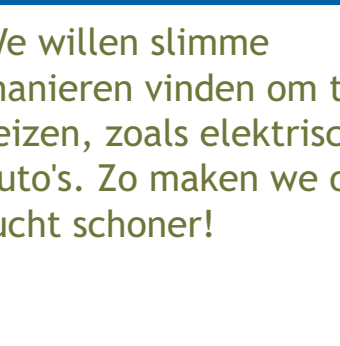 We willen slimme
manieren vinden om t
eizen, zoals elektrisc
uto's. Zo maken we d
ucht schoner!